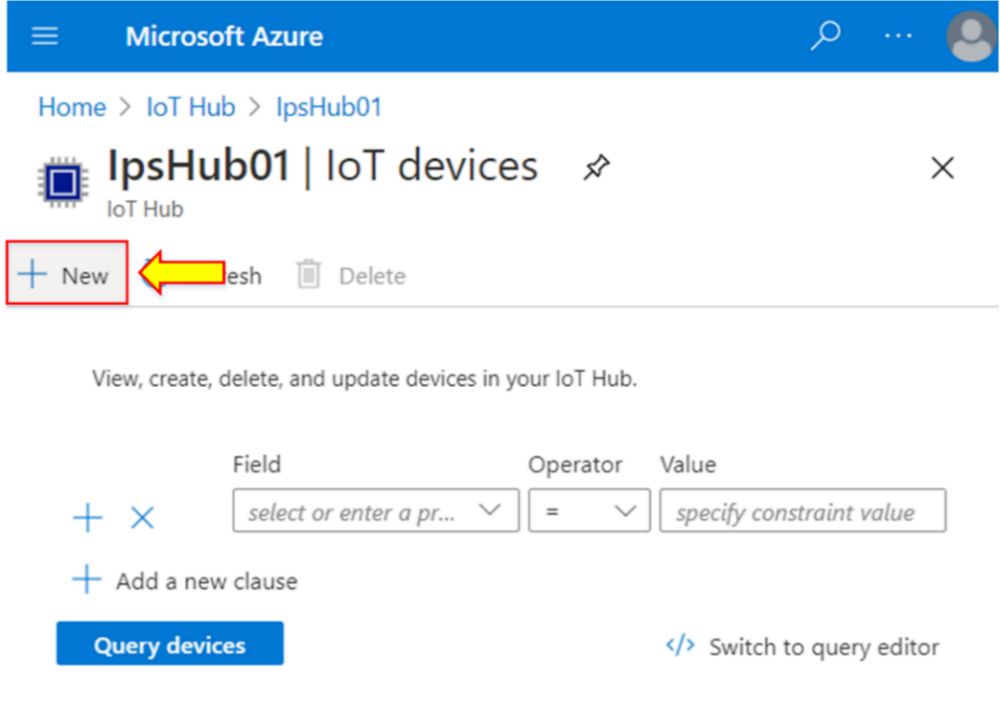 Microsoft Azure
Home > IoT Hub > IpsHub01
IpsHub01 | IoT devices
IoT Hub
New esh Delete
View, create, delete, and update devices in your IoT Hub.
Field Operator Value
select or enter a pr... = specify constraint value
Add a new clause
Query devices </> Switch to query editor